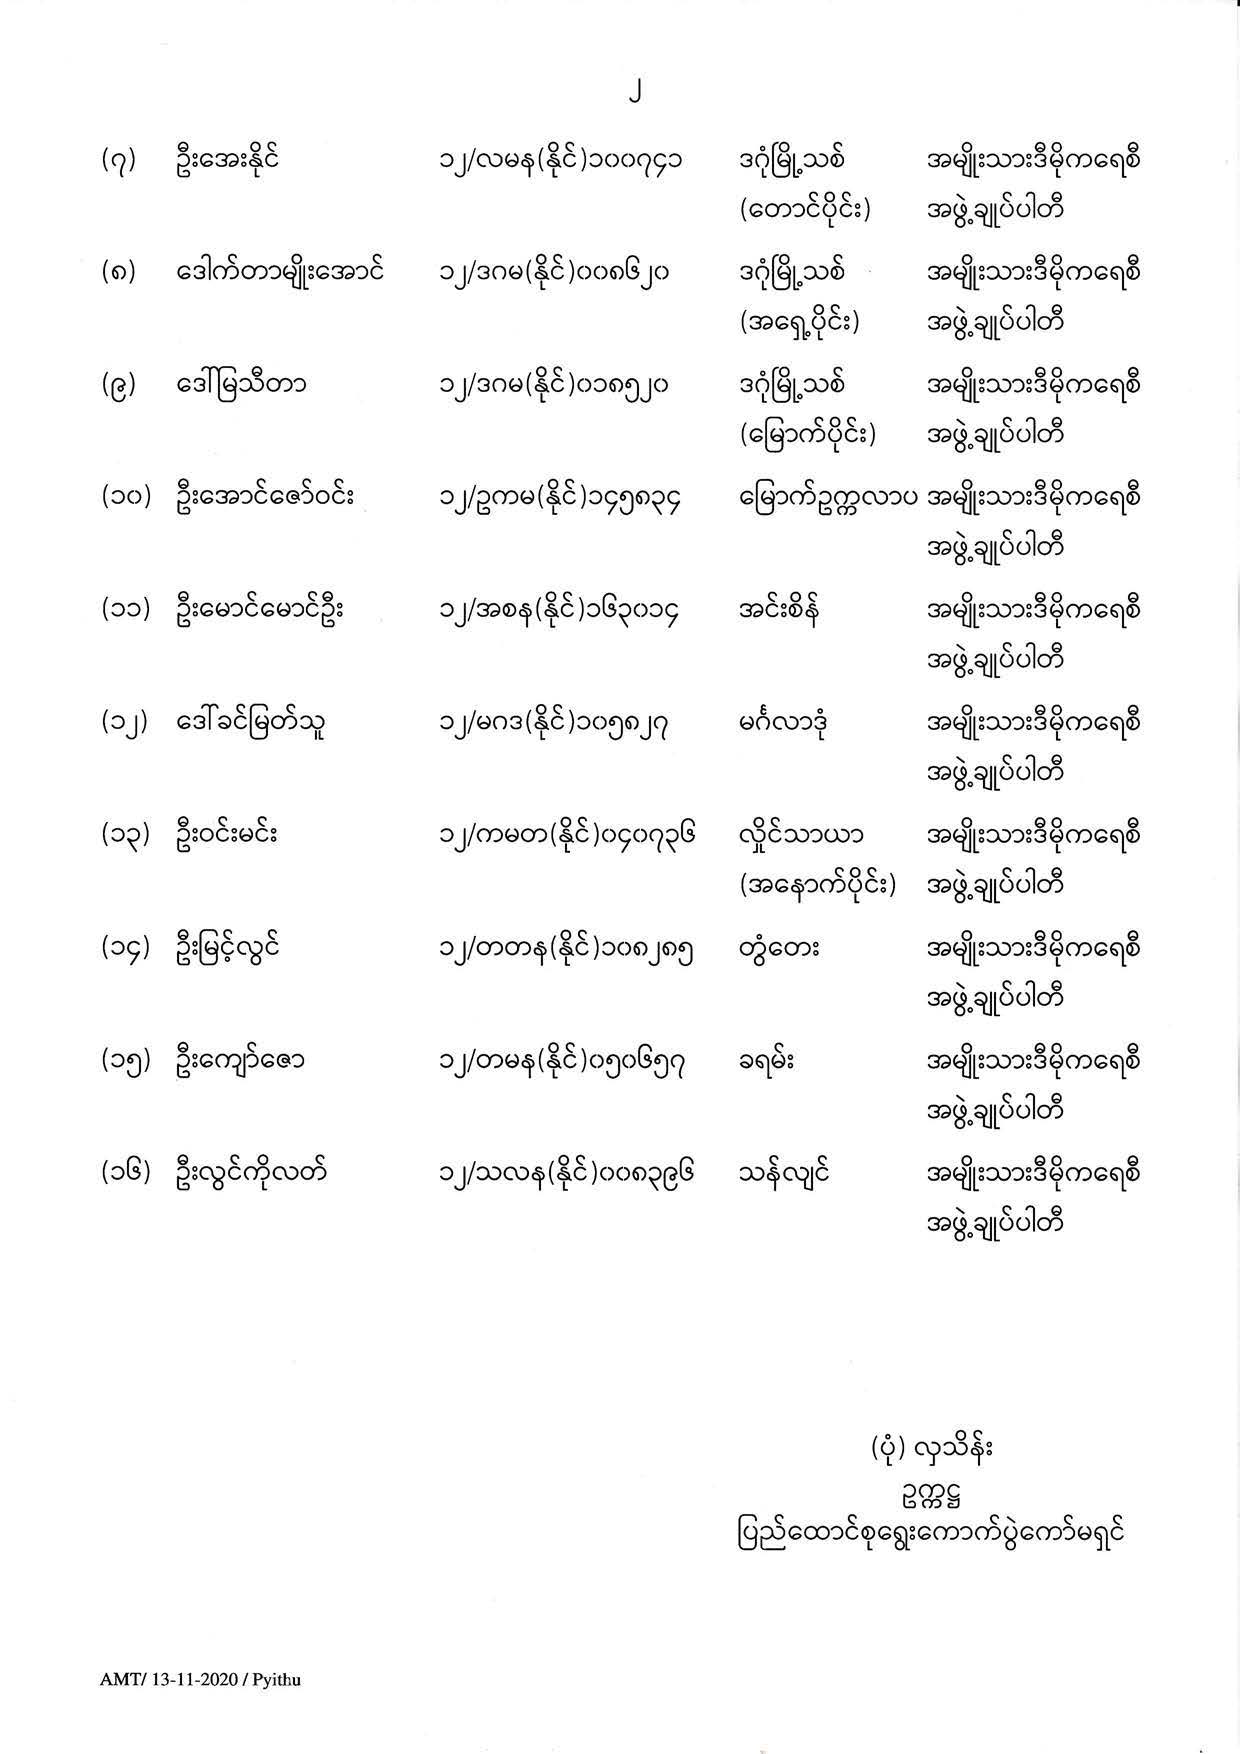 ၂
(၇) ဦးအေးနိုင် ၁၂/လမန(နိုင်)၁၀၀၇၄၁ ဒဂုံမြို့သစ် အမျိုးသားဒီမိုကရေစီ
(တောင်ပိုင်း) အဖွဲ့ချုပ်ပါတီ
(၈) ဒေါက်တာမျိုးအောင် ၁၂/ဒဂမ(နိုင်)၀၀၈၆၂၀ ဒဂုံမြို့သစ် အမျိုးသားဒီမိုကရေစီ
(အရှေ့ပိုင်း) အဖွဲ့ချုပ်ပါတီ
(၉) ဒေါ်မြသီတာ ၁၂/ဒဂမ(နိုင်)၀၁၈၅၂၀ ဒဂုံမြို့သစ် အမျိုးသားဒီမိုကရေစီ
(မြောက်ပိုင်း) အဖွဲ့ချုပ်ပါတီ
(၁၀) ဦးအောင်ဇော်ဝင်း ၁၂/ဥကမ(နိုင်)၁၄၅၈၃၄ မြောက်ဥက္ကလာပ အမျိုးသားဒီမိုကရေစီ
အဖွဲ့ချုပ်ပါတီ
(၁၁) ဦးမောင်မောင်ဦး ၁၂/အစန(နိုင်)၁၆၃၀၁၄ အင်းစိန် အမျိုးသားဒီမိုကရေစီ
အဖွဲ့ချုပ်ပါတီ
(၁၂) ဒေါ်ခင်မြတ်သူ ၁၂/မဂဒ(နိုင်)၁၀၅၈၂၇ မင်္ဂလာဒုံ အမျိုးသားဒီမိုကရေစီ
အဖွဲ့ချုပ်ပါတီ
(၁၃) ဦးဝင်းမင်း ၁၂/ကမတ(နိုင်)၀၄၀၇၃၆ လှိုင်သာယာ အမျိုးသားဒီမိုကရေစီ
(အနောက်ပိုင်း) အဖွဲ့ချုပ်ပါတီ
(၁၄) ဦးမြင့်လွင် ၁၂/တတန(နိုင်)၁၀၈၂၈၅ တွံတေး အမျိုးသားဒီမိုကရေစီ
အဖွဲ့ချုပ်ပါတီ
(၁၅) ဦးကျော်ဇော ၁၂/တမန(နိုင်)၀၅၀၆၅၇ ခရမ်း အမျိုးသားဒီမိုကရေစီ
အဖွဲ့ချုပ်ပါတီ
(၁၆) ဦးလွင်ကိုလတ် ၁၂/သလန(နိုင်)၀၀၈၃၉၆ သန်လျင် အမျိုးသားဒီမိုကရေစီ
အဖွဲ့ချုပ်ပါတီ
(ပုံ) လှသိန်း
ဥက္ကဋ္ဌ
ပြည်ထောင်စုရွေးကောက်ပွဲကော်မရှင်
AMT/ 13-11-2020 / Pyithu